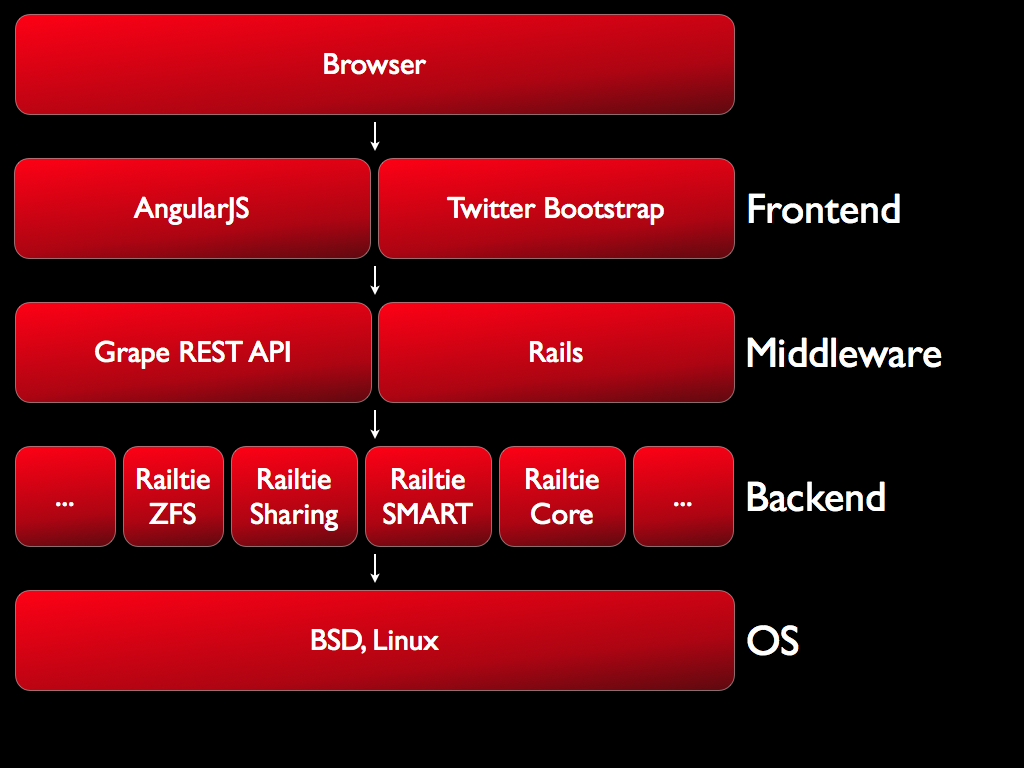 Browser
AngularJS
Twitter Bootstrap
Frontend
Grape REST API
Rails
Middleware
...
Railtie
ZFS
Railtie
Sharing
Railtie
SMART
Railtie
Core
...
Backend
BSD, Linux
OS